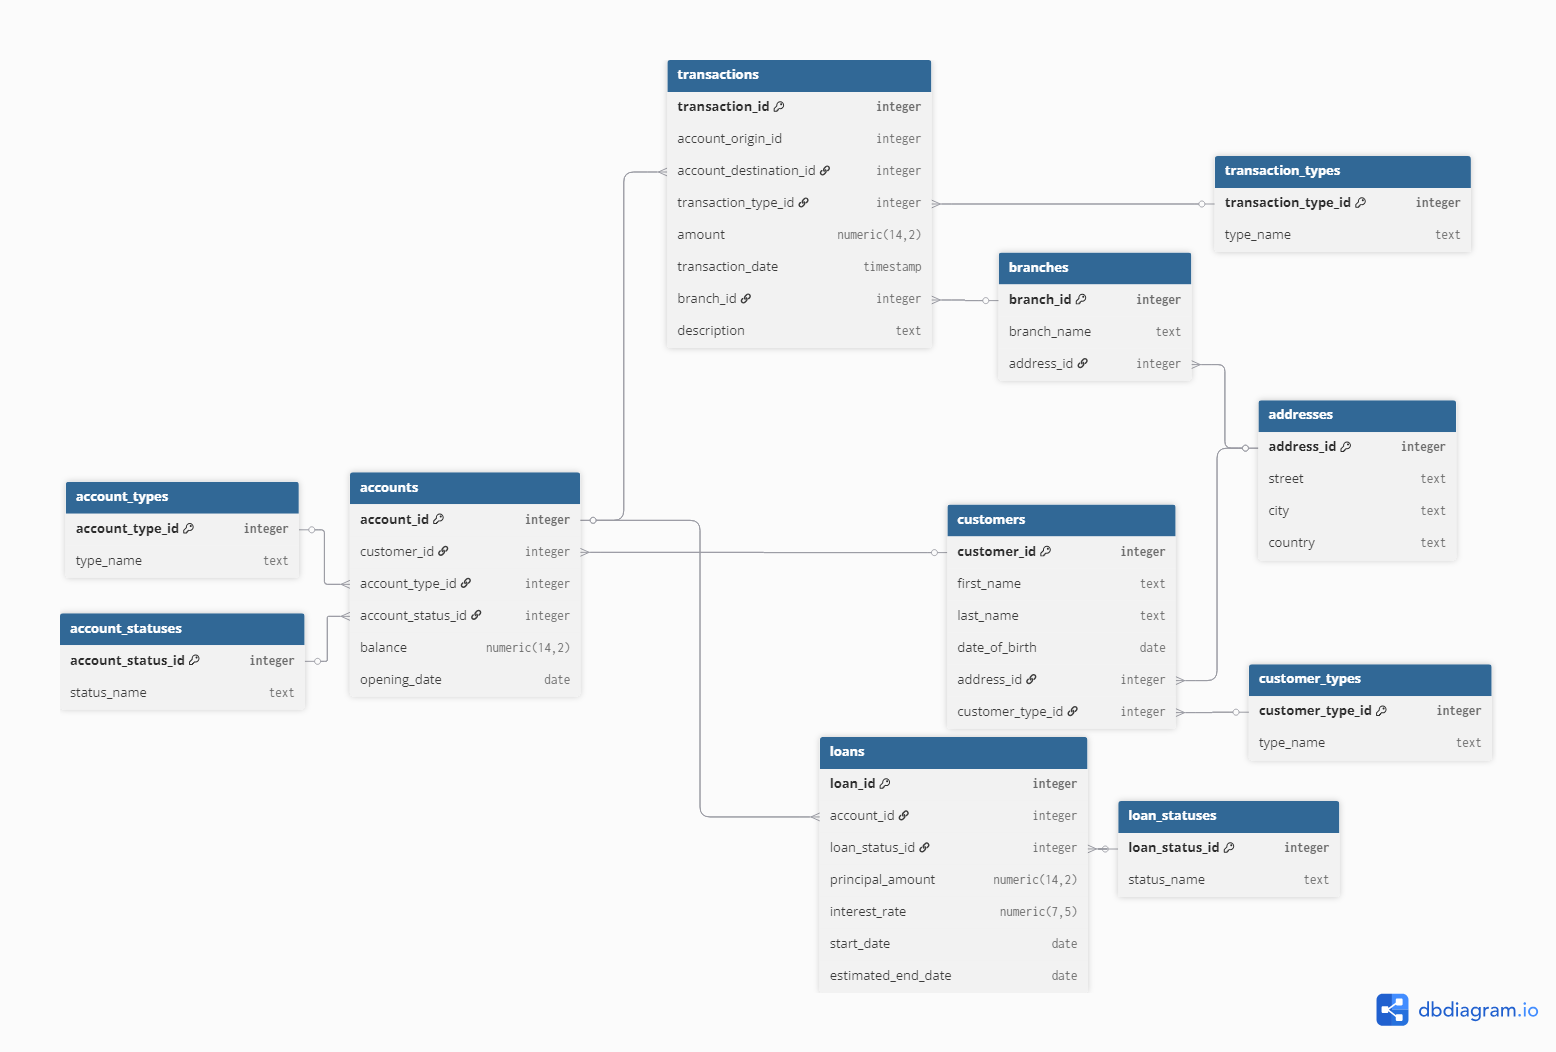 transactions
transaction_id integer
account_origin_id integer
account_destination_id integer
transaction_type_id integer
amount numeric(14,2)
transaction_date timestamp
branch_id integer
description text
transaction_types
transaction_type_id integer
type_name text
branches
branch_id integer
branch_name text
address_id integer
addresses
address_id integer
street text
city text
country text
account_types
account_type_id integer
type_name text
accounts
account_id integer
customer_id integer
account_type_id integer
account_status_id integer
balance numeric(14,2)
opening_date date
customers
customer_id integer
first_name text
last_name text
date_of_birth date
address_id integer
customer_type_id integer
account_statuses
account_status_id integer
status_name text
customer_types
customer_type_id integer
type_name text
loans
loan_id integer
account_id integer
loan_status_id integer
principal_amount numeric(14,2)
interest_rate numeric(7,5)
start_date date
estimated_end_date date
loan_statuses
loan_status_id integer
status_name text
dbdiagram.io